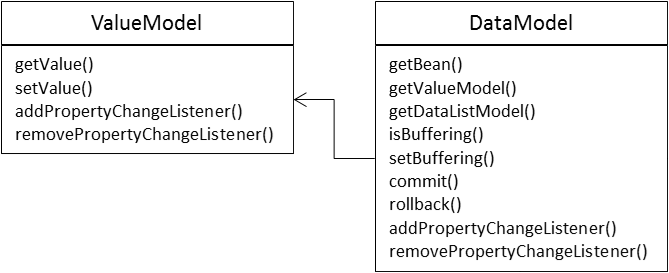 ValueModel
getValue()
setValue()
addPropertyChangeListener()
removePropertyChangeListener()
DataModel
getBean()
getValueModel()
getDataListModel()
isBuffering()
setBuffering()
commit()
rollback()
addPropertyChangeListener()
removePropertyChangeListener()